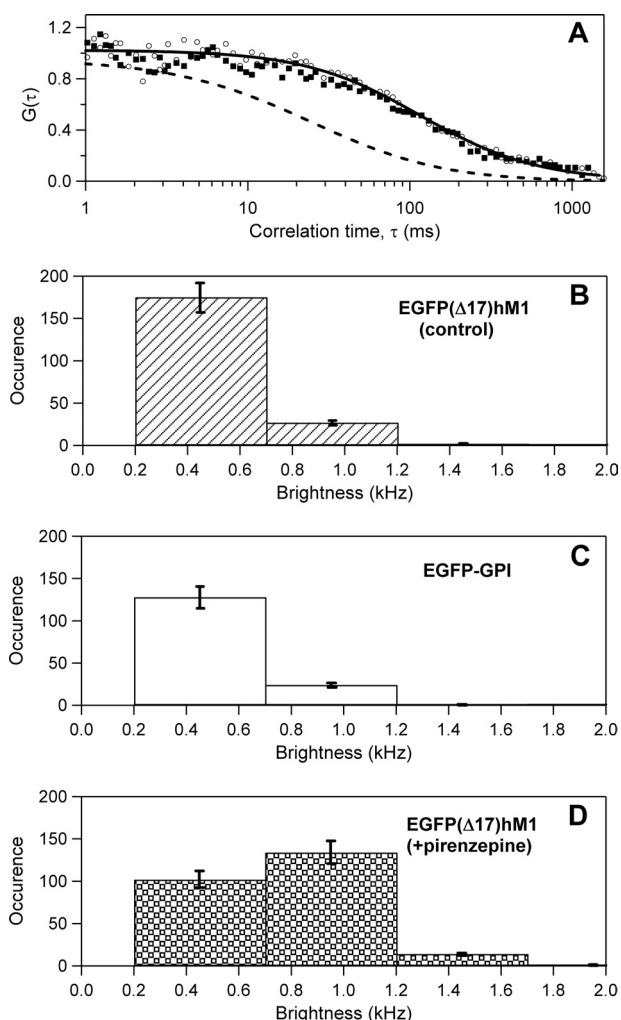 A
1.2
0.8
0.4
0.0
G(τ)
1 10 100 1000
Correlation time, τ (ms)
B
EGFP(Δ17)hM1
(control)
200
150
100
50
0
Occurence
0.0 0.2 0.4 0.6 0.8 1.0 1.2 1.4 1.6 1.8 2.0
Brightness (kHz)
C
EGFP-GPI
200
150
100
50
0
Occurence
0.0 0.2 0.4 0.6 0.8 1.0 1.2 1.4 1.6 1.8 2.0
Brightness (kHz)
D
EGFP(Δ17)hM1
(+pirenzepine)
200
150
100
50
0
Occurence
0.0 0.2 0.4 0.6 0.8 1.0 1.2 1.4 1.6 1.8 2.0
Brightness (kHz)